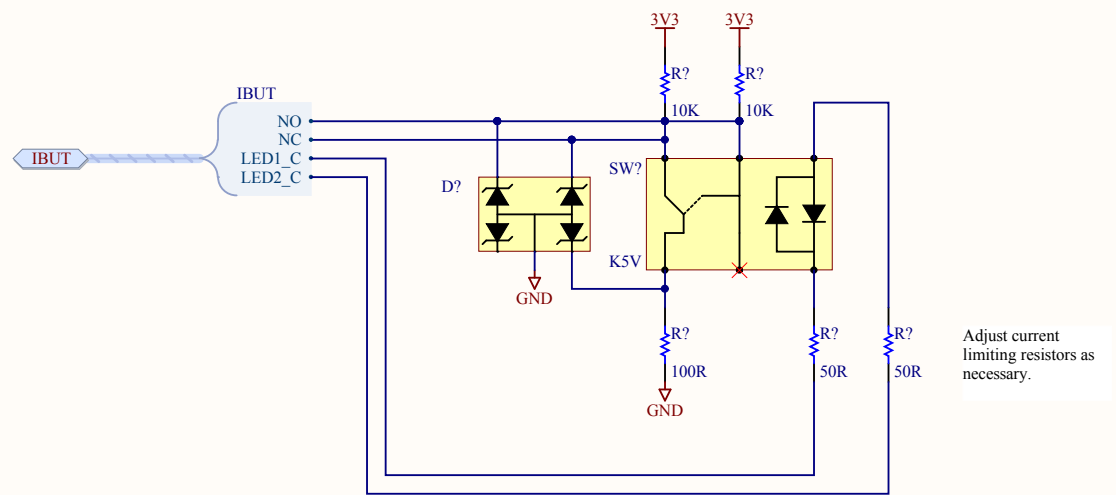 3V3
3V3
R?
R?
10K
10K
IBUT
NO
NC
LED1_C
LED2_C
IBUT
SW?
D?
K5V
GND
R?
R?
R?
100R
50R
50R
GND
Adjust current
limiting resistors as
necessary.